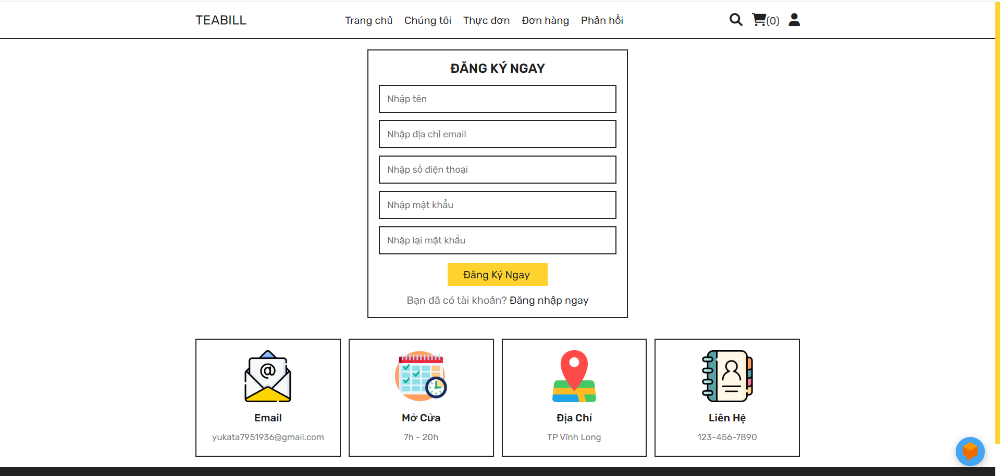 TEABILL
Trang chủ Chúng tôi Thực đơn Đơn hàng Phản hồi
(0)
ĐĂNG KÝ NGAY
Nhập tên
Nhập địa chỉ email
Nhập số điện thoại
Nhập mật khẩu
Nhập lại mật khẩu
Đăng Ký Ngay
Bạn đã có tài khoản? Đăng nhập ngay
@
Email
yukata7951936@gmail.com
Mở Cửa
7h - 20h
Địa Chỉ
TP Vĩnh Long
Liên Hệ
123-456-7890